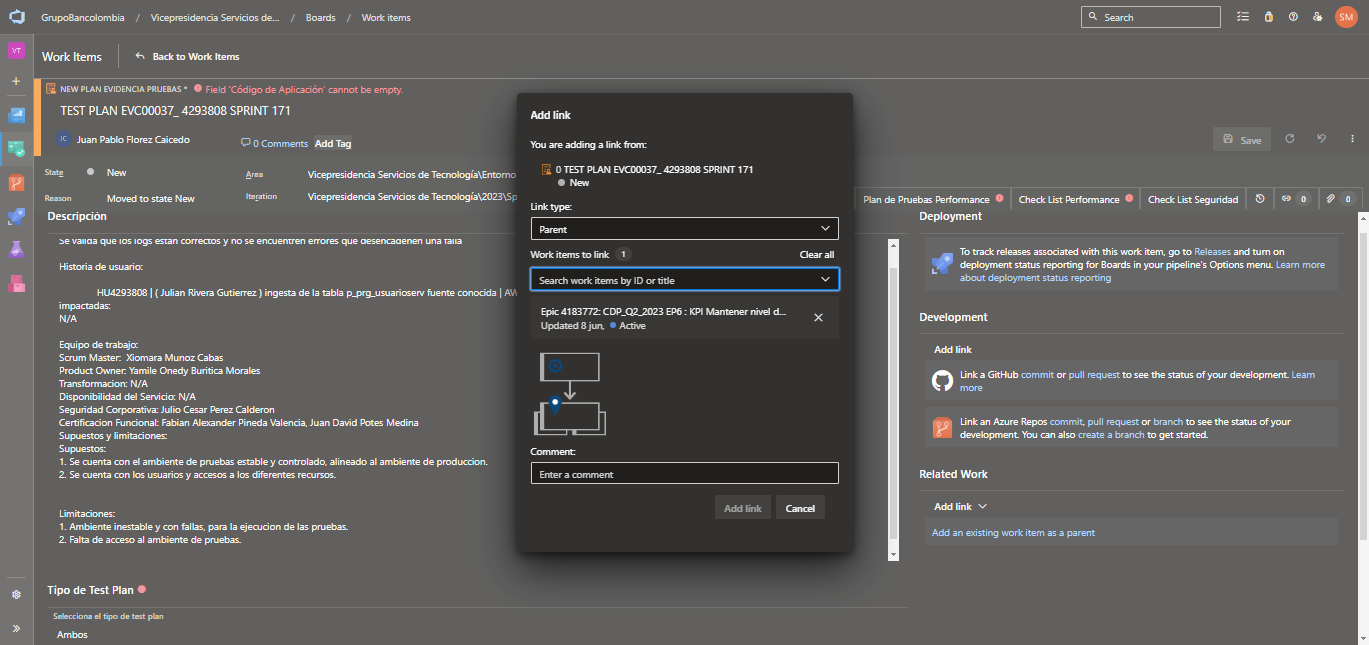 GrupoBancolombia / Vicepresidencia Servicios de... / Boards / Work items
Search
SM
VT
Work Items
Back to Work Items
NEW PLAN EVIDENCIA PRUEBAS * Field 'Código de Aplicación' cannot be empty.
TEST PLAN EVC00037_ 4293808 SPRINT 171
JC Juan Pablo Florez Caicedo
0 Comments Add Tag
Save
State New
Area Vicepresidencia Servicios de Tecnología\Entorno
Reason Moved to state New
Iteration Vicepresidencia Servicios de Tecnología\2023\Sp
Plan de Pruebas Performance
Check List Performance
Check List Seguridad
0
0
Descripción
Se valida que los logs estan correctos y no se encuentren errores que desencadenen una falla
Historia de usuario:
HU4293808 | ( Julian Rivera Gutierrez ) ingesta de la tabla p_prg_usuarioserv fuente conocida | AW
impactadas:
N/A
Equipo de trabajo:
Scrum Master: Xiomara Munoz Cabas
Product Owner: Yamile Onedy Buritica Morales
Transformacion: N/A
Disponibilidad del Servicio: N/A
Seguridad Corporativa: Julio Cesar Perez Calderon
Certificacion Funcional: Fabian Alexander Pineda Valencia, Juan David Potes Medina
Supuestos y limitaciones:
Supuestos:
1. Se cuenta con el ambiente de pruebas estable y controlado, alineado al ambiente de produccion.
2. Se cuenta con los usuarios y accesos a los diferentes recursos.
Limitaciones:
1. Ambiente inestable y con fallas, para la ejecucion de las pruebas.
2. Falta de acceso al ambiente de pruebas.
Tipo de Test Plan
Selecciona el tipo de test plan
Ambos
Add link
You are adding a link from:
0 TEST PLAN EVC00037_ 4293808 SPRINT 171
New
Link type:
Parent
Work items to link 1
Clear all
Search work items by ID or title
Epic 4183772: CDP_Q2_2023 EP6 : KPI Mantener nivel d...
Updated 8 jun, Active
Comment:
Enter a comment
Add link
Cancel
Deployment
To track releases associated with this work item, go to Releases and turn on
deployment status reporting for Boards in your pipeline's Options menu. Learn more
about deployment status reporting
Development
Add link
Link a GitHub commit or pull request to see the status of your development. Learn
more
Link an Azure Repos commit, pull request or branch to see the status of your
development. You can also create a branch to get started.
Related Work
Add link
Add an existing work item as a parent